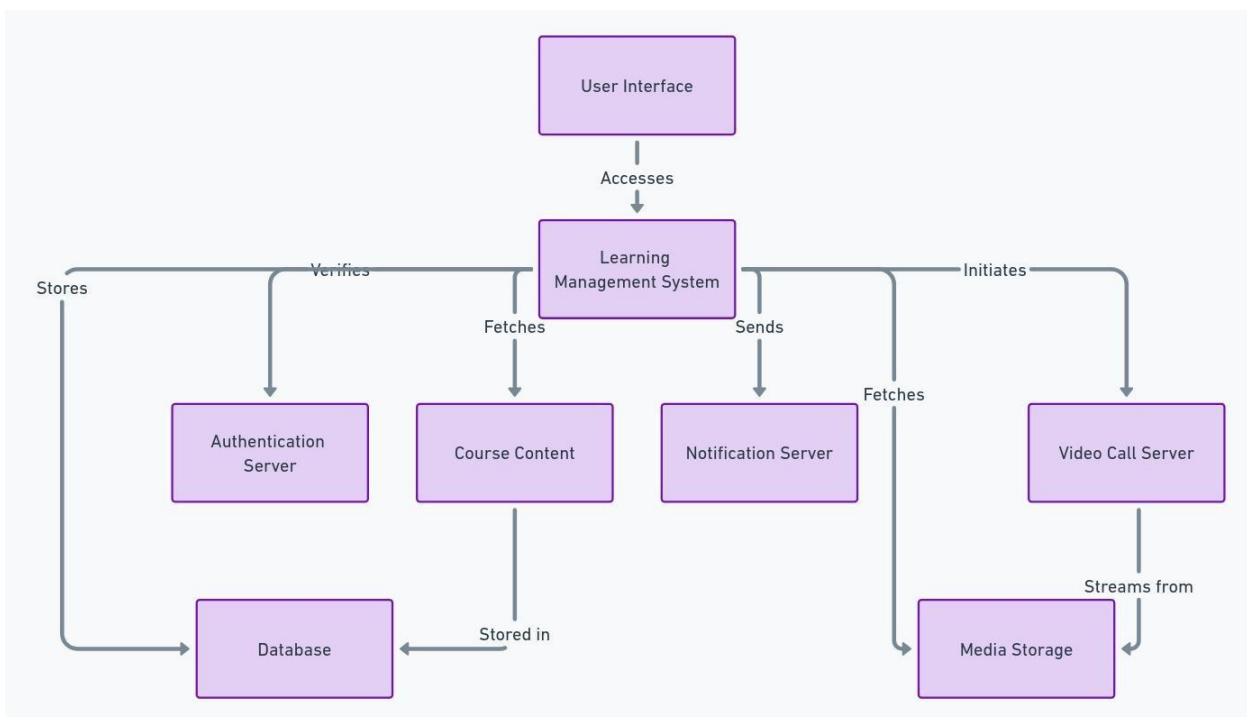 User Interface
Accesses
Learning
Management System
Verifies
Initiates
Stores
Fetches
Sends
Fetches
Authentication
Server
Course Content
Notification Server
Video Call Server
Streams from
Stored in
Database
Media Storage